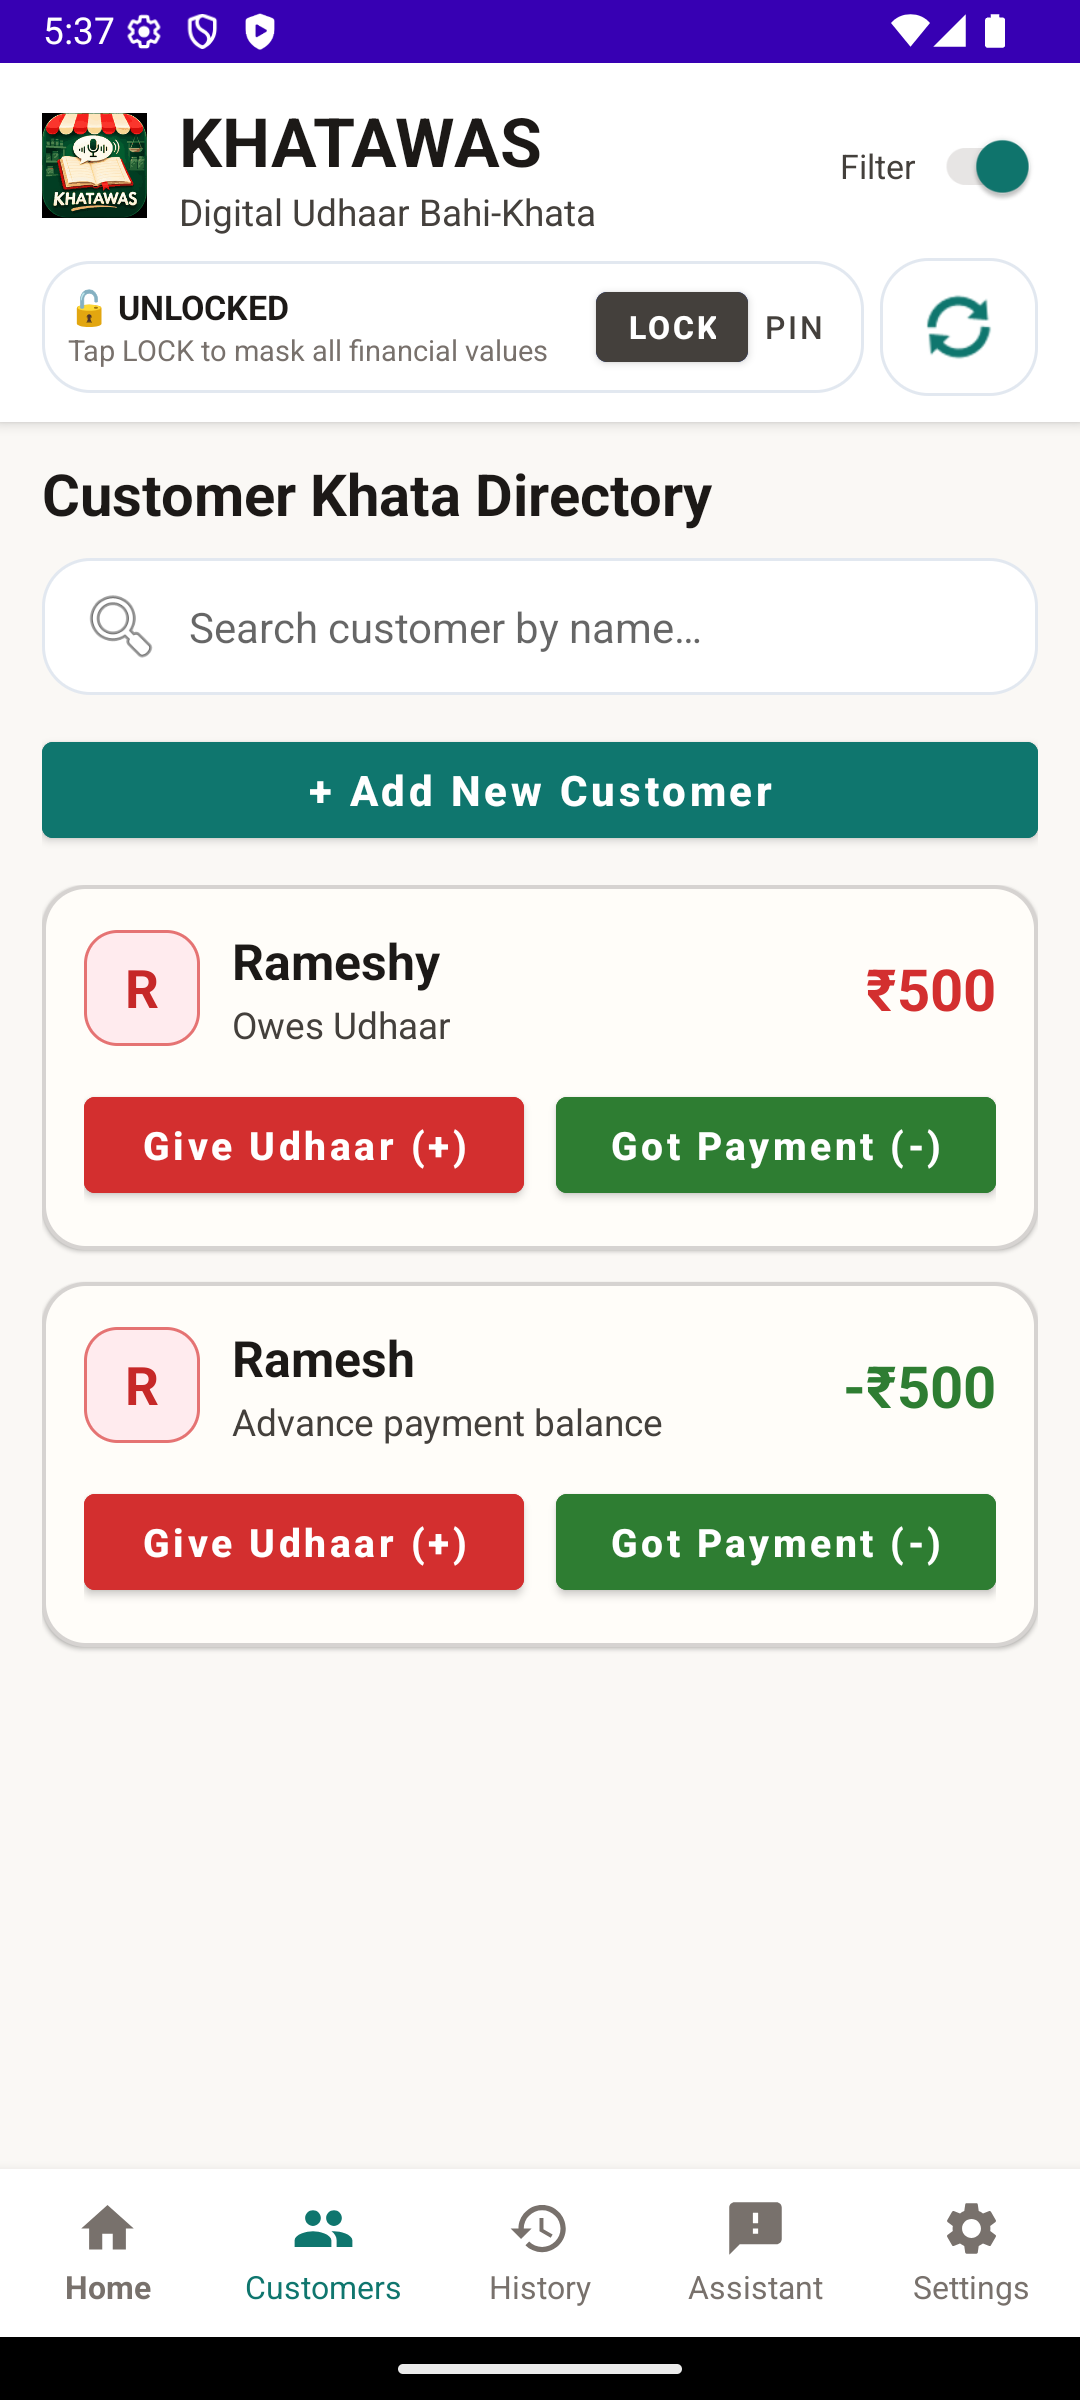 5:37
KHATAWAS
KHATAWAS
Digital Udhaar Bahi-Khata
Filter
🔓 UNLOCKED
Tap LOCK to mask all financial values
LOCK
PIN
Customer Khata Directory
Search customer by name...
+ Add New Customer
R
Rameshy
Owes Udhaar
₹500
Give Udhaar (+)
Got Payment (-)
R
Ramesh
Advance payment balance
-₹500
Give Udhaar (+)
Got Payment (-)
Home
Customers
History
Assistant
Settings